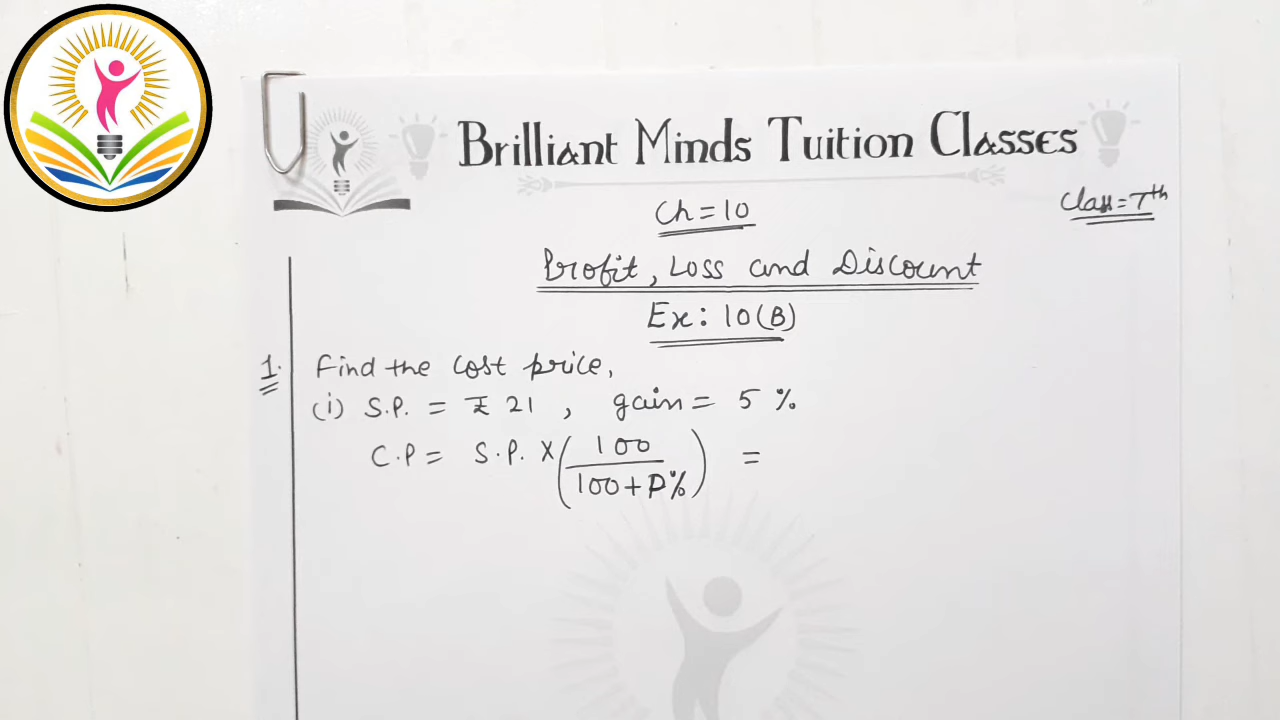 Brilliant Minds Tuition Classes
Ch = 10
Class = 7th
Profit, Loss and Discount
Ex: 10(B)
1. Find the cost price,
(i) S.P. = ₹ 21 , gain = 5 %
C.P = S.P. × (100 / 100 + P%) =